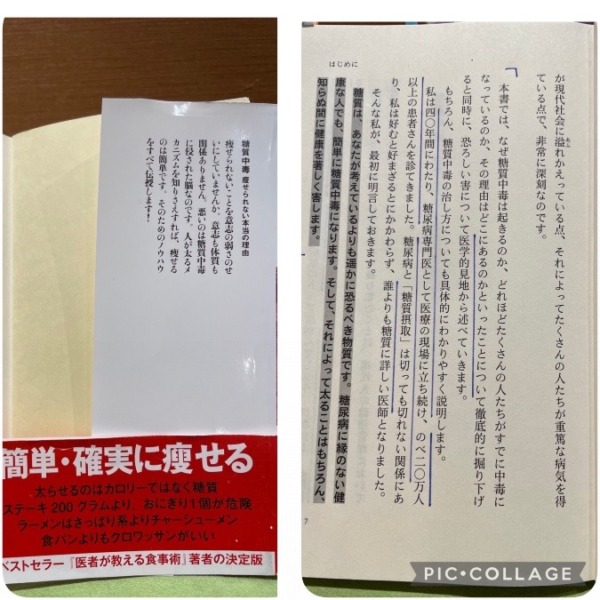 糖質中毒 痩せられない本当の理由
痩せられないことを意志の弱さのせ
いにしていませんか。意志も体質も
関係ありません。悪いのは糖質中毒
に侵された脳なのです。人が太るメ
カニズムを知りさえすれば、痩せる
のは簡単です。そのためのノウハウ
をすべて伝授します!
簡単・確実に痩せる
太らせるのはカロリーではなく糖質
ステーキ200グラムより、おにぎり1個が危険
ラーメンはさっぱり系よりチャーシューメン
食パンよりもクロワッサンがいい
ベストセラー『医者が教える食事術』著者の決定版
はじめに
が現代社会に溢れかえっている点、それによってたくさんの人たちが重篤な病気を得
ている点で、非常に深刻なのです。
本書では、なぜ糖質中毒は起きるのか、どれほどたくさんの人たちがすでに中毒に
なっているのか、その理由はどこにあるのかといったことについて徹底的に掘り下げ
ると同時に、恐ろしい害について医学的見地から述べていきます。
もちろん、糖質中毒の治し方についても具体的にわかりやすく説明します。
私は四〇年間にわたり、糖尿病専門医として医療の現場に立ち続け、のべ二〇万人
以上の患者さんを診てきました。糖尿病と「糖質摂取」は切っても切れない関係にあ
り、私は好むと好まざるとにかかわらず、誰よりも糖質に詳しい医師となりました。
そんな私が、最初に明言しておきます。
糖質は、あなたが考えているよりも遥かに恐るべき物質です。糖尿病に縁のない健
康な人でも、簡単に糖質中毒になります。そして、それによって太ることはもちろん、
知らぬ間に健康を著しく害します。
7
PIC•COLLAGE